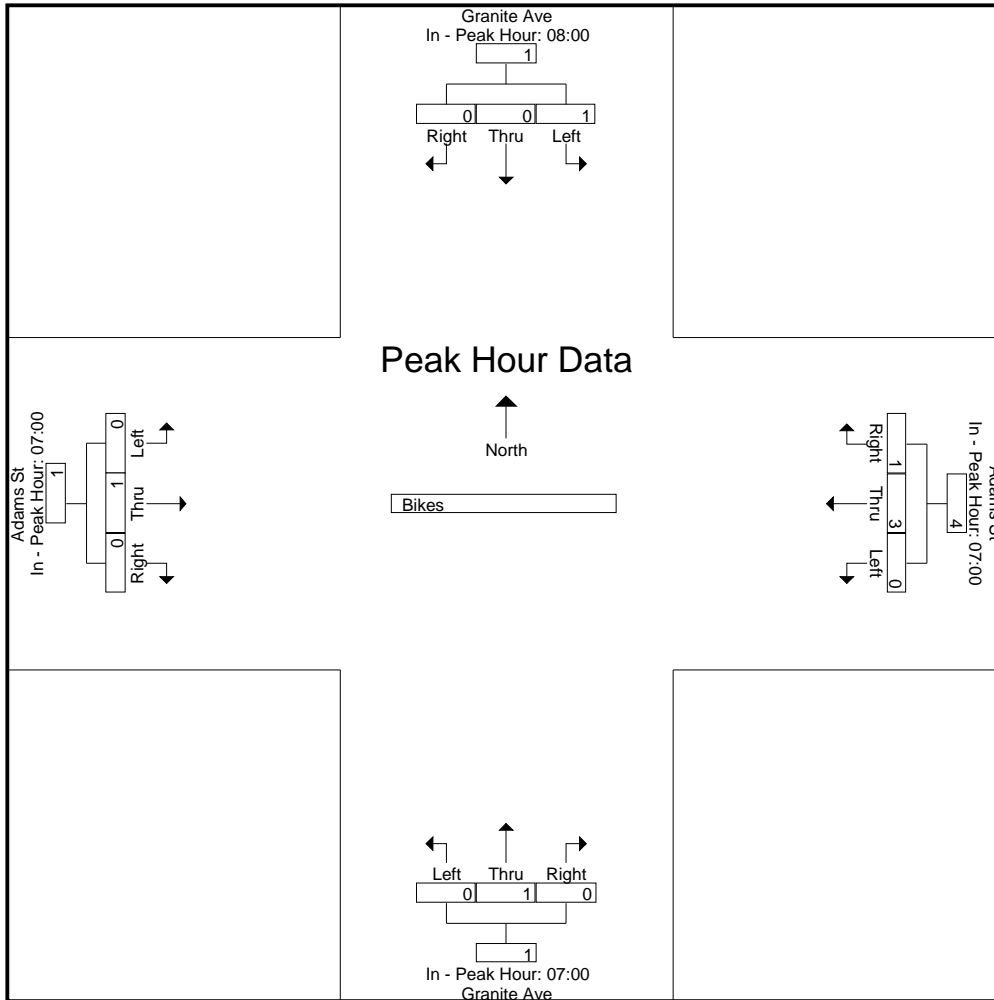 Granite Ave
In - Peak Hour: 08:00
1
0 0 1
Right Thru Left
Peak Hour Data
North
Bikes
Adams St
In - Peak Hour: 07:00
1
0 1 0
Left Thru Right
Adams St
In - Peak Hour: 07:00
4
1 3 0
Right Thru Left
Left Thru Right
0 1 0
1
In - Peak Hour: 07:00
Granite Ave